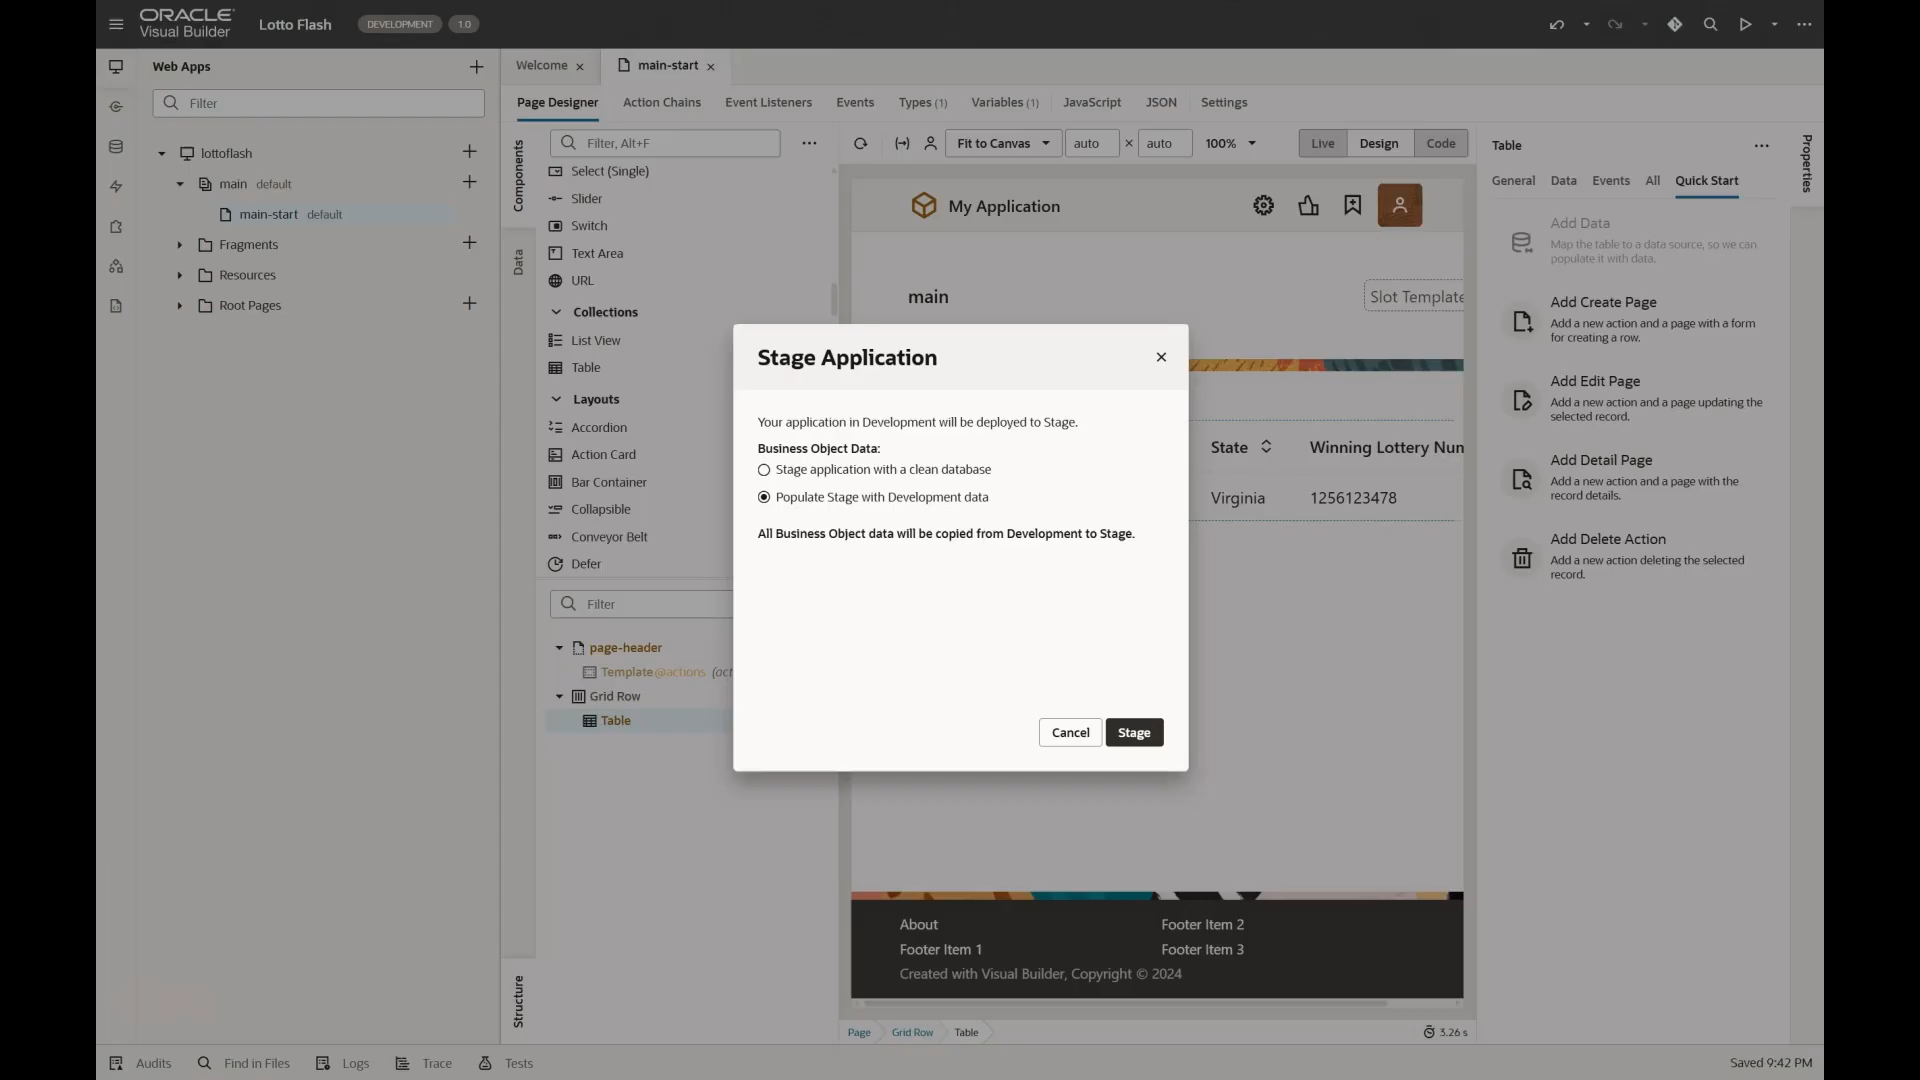 ORACLE
Visual Builder
Lotto Flash
DEVELOPMENT
1.0
Web Apps
Filter
lottoflash
main default
main-start default
Fragments
Resources
Root Pages
Welcome
main-start
Page Designer
Action Chains
Event Listeners
Events
Types (1)
Variables (1)
JavaScript
JSON
Settings
Components
Data
Structure
Filter, Alt+F
Select (Single)
Slider
Switch
Text Area
URL
Collections
List View
Table
Layouts
Accordion
Action Card
Bar Container
Collapsible
Conveyor Belt
Defer
Filter
page-header
Template @actions (act
Grid Row
Table
Fit to Canvas
auto × auto
100%
Live
Design
Code
My Application
main
Slot Template
State
Winning Lottery Num
Virginia
1256123478
Stage Application
Your application in Development will be deployed to Stage.
Business Object Data:
Stage application with a clean database
Populate Stage with Development data
All Business Object data will be copied from Development to Stage.
Cancel
Stage
About
Footer Item 2
Footer Item 1
Footer Item 3
Created with Visual Builder, Copyright © 2024
Page
Grid Row
Table
3.26 s
Table
Properties
General
Data
Events
All
Quick Start
Add Data
Map the table to a data source, so we can
populate it with data.
Add Create Page
Add a new action and a page with a form
for creating a row.
Add Edit Page
Add a new action and a page updating the
selected record.
Add Detail Page
Add a new action and a page with the
record details.
Add Delete Action
Add a new action deleting the selected
record.
Audits
Find in Files
Logs
Trace
Tests
Saved 9:42 PM